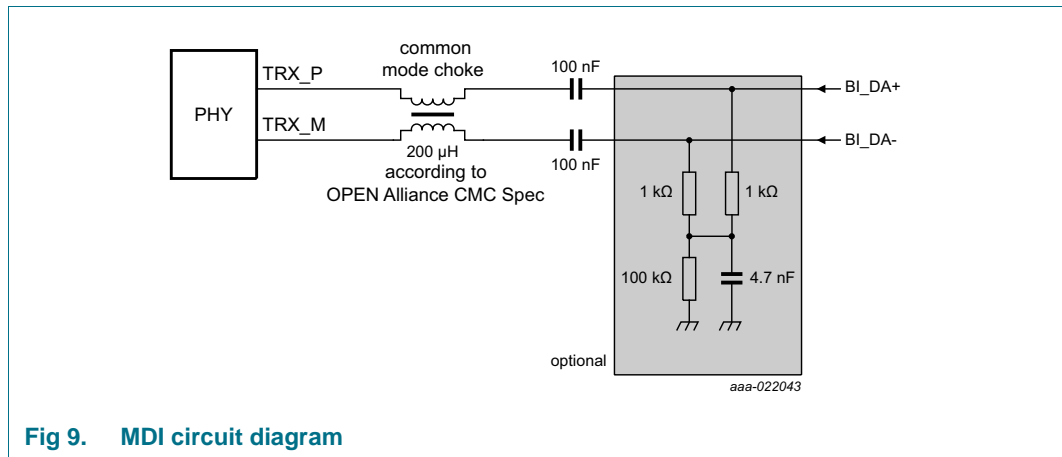 common
mode choke
100 nF
TRX_P
BI_DA+
PHY
TRX_M
BI_DA-
200 µH
100 nF
according to
OPEN Alliance CMC Spec
1 kΩ
1 kΩ
100 kΩ
4.7 nF
optional
aaa-022043
Fig 9. MDI circuit diagram